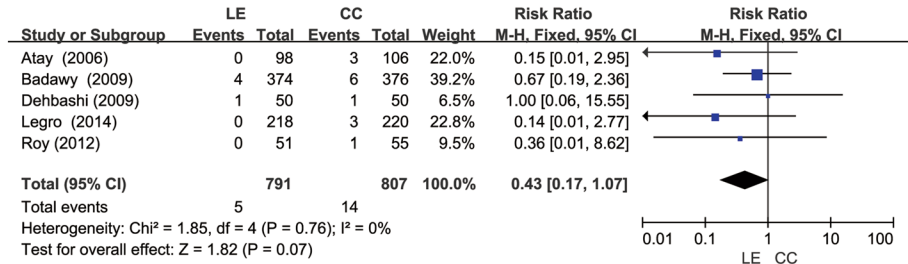 LE CC Risk Ratio Risk Ratio
Study or Subgroup Events Total Events Total Weight M-H, Fixed, 95% CI M-H, Fixed, 95% CI
Atay (2006) 0 98 3 106 22.0% 0.15 [0.01, 2.95]
Badawy (2009) 4 374 6 376 39.2% 0.67 [0.19, 2.36]
Dehbashi (2009) 1 50 1 50 6.5% 1.00 [0.06, 15.55]
Legro (2014) 0 218 3 220 22.8% 0.14 [0.01, 2.77]
Roy (2012) 0 51 1 55 9.5% 0.36 [0.01, 8.62]
Total (95% CI) 791 807 100.0% 0.43 [0.17, 1.07]
Total events 5 14
Heterogeneity: Chi² = 1.85, df = 4 (P = 0.76); I² = 0%
Test for overall effect: Z = 1.82 (P = 0.07)
0.01 0.1 1 10 100
LE CC